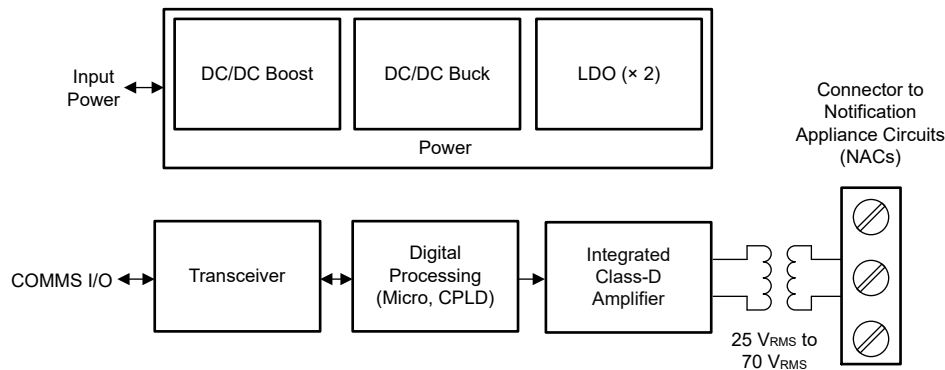 DC/DC Boost
DC/DC Buck
LDO (× 2)
Input
Power
Power
Connector to
Notification
Appliance Circuits
(NACs)
COMMS I/O
Transceiver
Digital
Processing
(Micro, CPLD)
Integrated
Class-D
Amplifier
25 VRMS to
70 VRMS